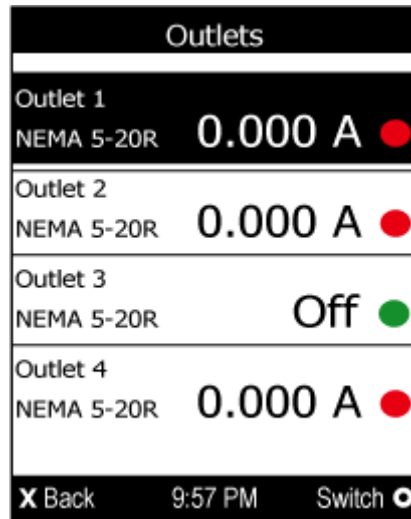 Outlets
Outlet 1
NEMA 5-20R 0.000 A
Outlet 2
NEMA 5-20R 0.000 A
Outlet 3
NEMA 5-20R Off
Outlet 4
NEMA 5-20R 0.000 A
X Back 9:57 PM Switch O